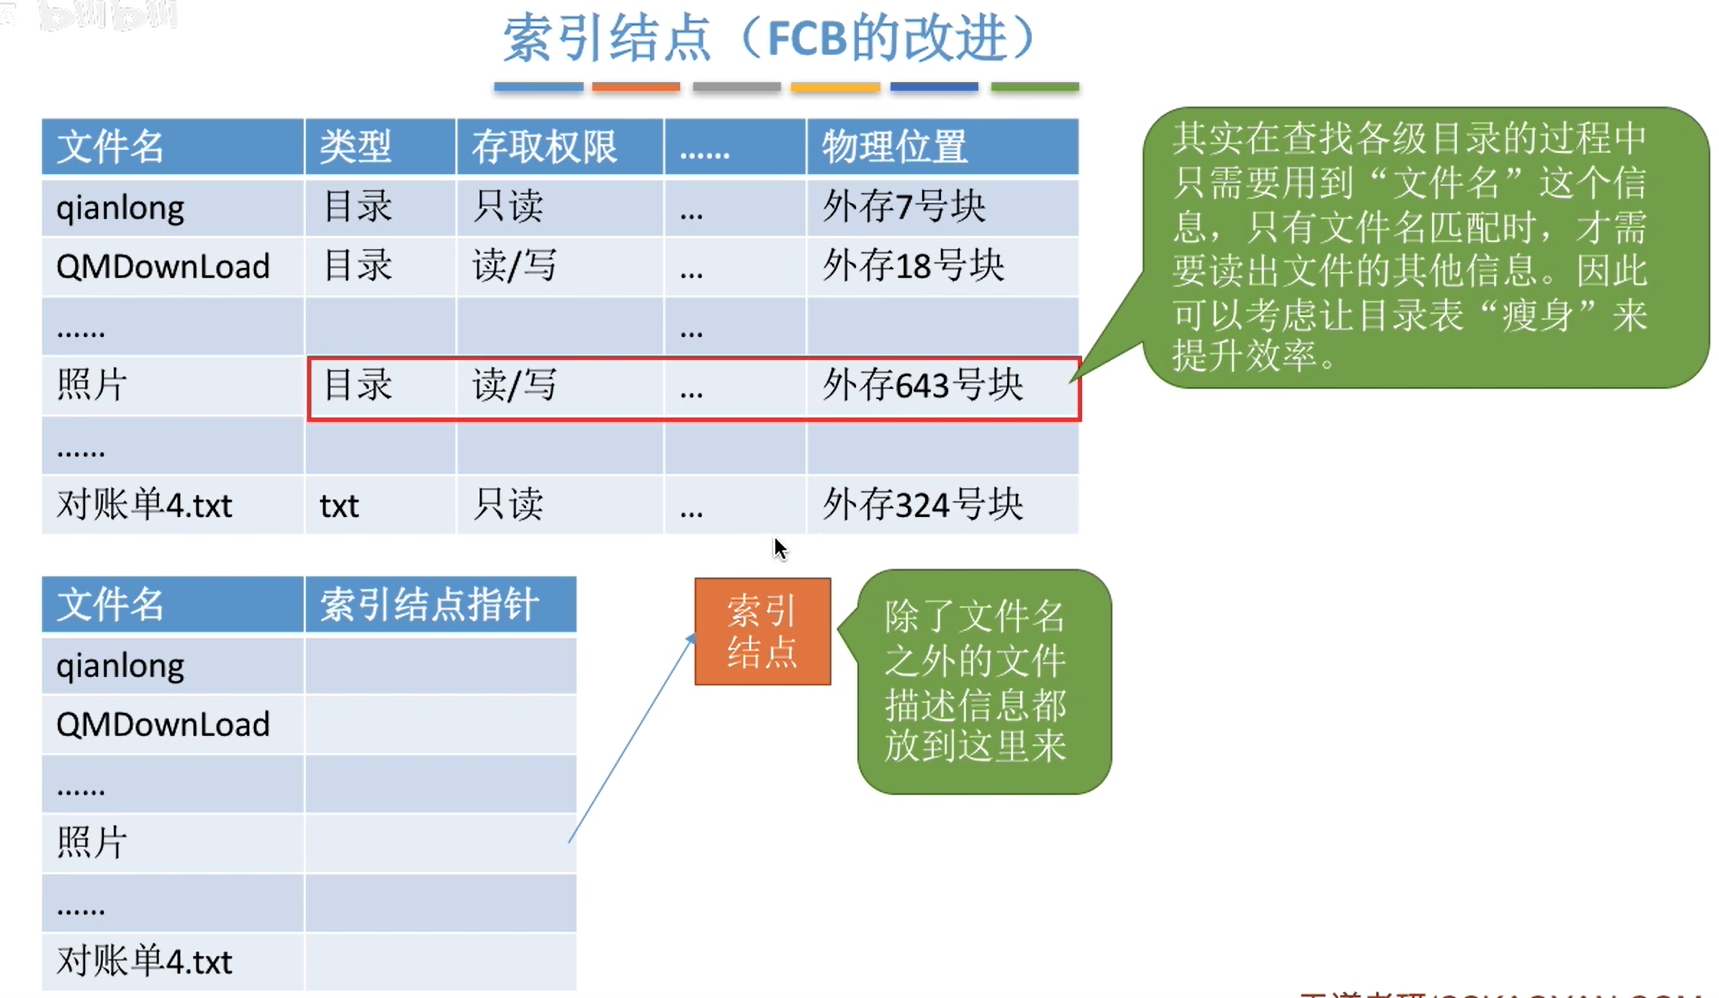 bilibili
索引结点（FCB的改进）
文件名 类型 存取权限 …… 物理位置
qianlong 目录 只读 ... 外存7号块
QMDownLoad 目录 读/写 ... 外存18号块
…… ...
照片 目录 读/写 ... 外存643号块
……
对账单4.txt txt 只读 ... 外存324号块
其实在查找各级目录的过程中
只需要用到“文件名”这个信
息，只有文件名匹配时，才需
要读出文件的其他信息。因此
可以考虑让目录表“瘦身”来
提升效率。
文件名 索引结点指针
qianlong
QMDownLoad
……
照片
……
对账单4.txt
索引
结点
除了文件名
之外的文件
描述信息都
放到这里来